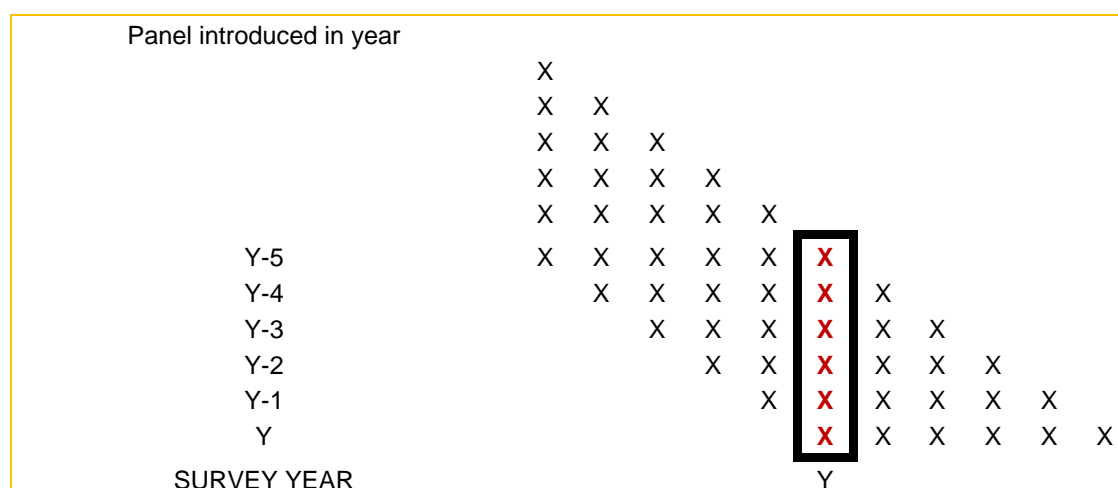 Panel introduced in year
X
X X
X X X
X X X X
X X X X X
Y-5 X X X X X X
Y-4 X X X X X X
Y-3 X X X X X X
Y-2 X X X X X X
Y-1 X X X X X X
Y X X X X X X
SURVEY YEAR Y